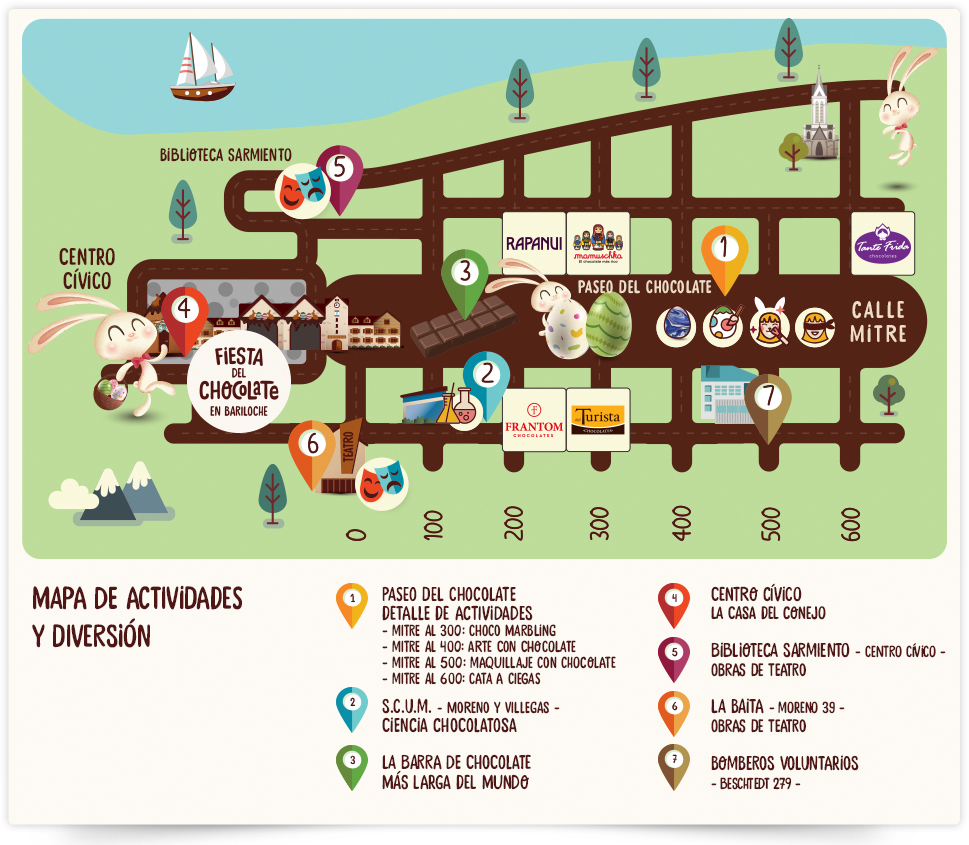 BIBLIOTECA SARMIENTO
5
CENTRO
CÍVICO
4
FIESTA
DEL
CHOCOLATE
EN BARILOCHE
3
RAPANUI
mamuschka
El chocolate más rico
1
PASEO DEL CHOCOLATE
Tante Frida
chocolates
CALLE
MITRE
2
FRANTOM
CHOCOLATES
Turista
CHOCOLATES
7
6
TEATRO
0
100
200
300
400
500
600
MAPA DE ACTIVIDADES
Y DIVERSIÓN
1
PASEO DEL CHOCOLATE
DETALLE DE ACTIVIDADES
- MITRE AL 300: CHOCO MARBLING
- MITRE AL 400: ARTE CON CHOCOLATE
- MITRE AL 500: MAQUILLAJE CON CHOCOLATE
- MITRE AL 600: CATA A CIEGAS
2
S.C.U.M. - MORENO Y VILLEGAS -
CIENCIA CHOCOLATOSA
3
LA BARRA DE CHOCOLATE
MÁS LARGA DEL MUNDO
4
CENTRO CÍVICO
LA CASA DEL CONEJO
5
BIBLIOTECA SARMIENTO - CENTRO CÍVICO -
OBRAS DE TEATRO
6
LA BAITA - MORENO 39 -
OBRAS DE TEATRO
7
BOMBEROS VOLUNTARIOS
- BESCHTEDT 279 -